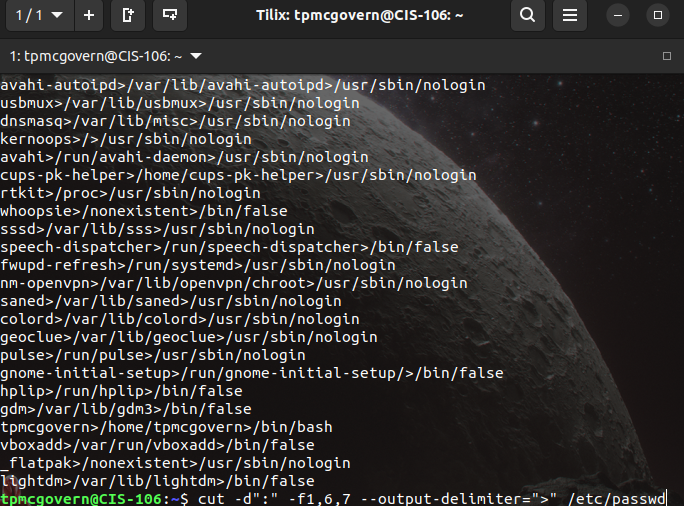 1 / 1
Tilix: tpmcgovern@CIS-106: ~
1: tpmcgovern@CIS-106: ~
avahi-autoipd>/var/lib/avahi-autoipd>/usr/sbin/nologin
usbmux>/var/lib/usbmux>/usr/sbin/nologin
dnsmasq>/var/lib/misc>/usr/sbin/nologin
kernoops>/>/usr/sbin/nologin
avahi>/run/avahi-daemon>/usr/sbin/nologin
cups-pk-helper>/home/cups-pk-helper>/usr/sbin/nologin
rtkit>/proc>/usr/sbin/nologin
whoopsie>/nonexistent>/bin/false
sssd>/var/lib/sss>/usr/sbin/nologin
speech-dispatcher>/run/speech-dispatcher>/bin/false
fwupd-refresh>/run/systemd>/usr/sbin/nologin
nm-openvpn>/var/lib/openvpn/chroot>/usr/sbin/nologin
saned>/var/lib/saned>/usr/sbin/nologin
colord>/var/lib/colord>/usr/sbin/nologin
geoclue>/var/lib/geoclue>/usr/sbin/nologin
pulse>/run/pulse>/usr/sbin/nologin
gnome-initial-setup>/run/gnome-initial-setup/>/bin/false
hplip>/run/hplip>/bin/false
gdm>/var/lib/gdm3>/bin/false
tpmcgovern>/home/tpmcgovern>/bin/bash
vboxadd>/var/run/vboxadd>/bin/false
_flatpak>/nonexistent>/usr/sbin/nologin
lightdm>/var/lib/lightdm>/bin/false
tpmcgovern@CIS-106:~$ cut -d":" -f1,6,7 --output-delimiter=">" /etc/passwd